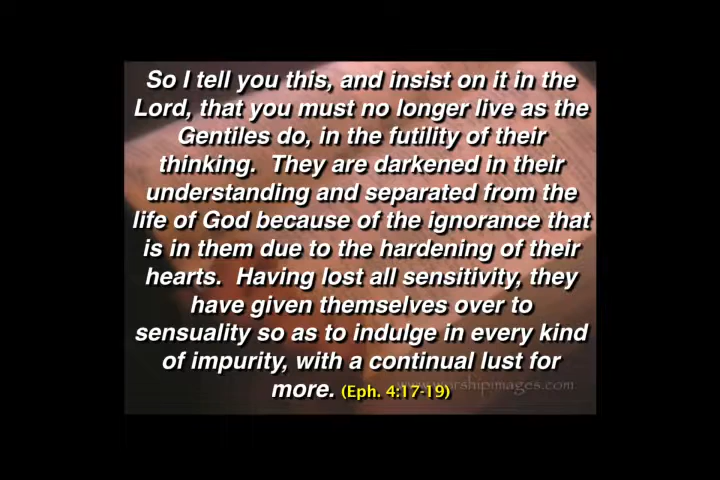 So I tell you this, and insist on it in the
Lord, that you must no longer live as the
Gentiles do, in the futility of their
thinking.  They are darkened in their
understanding and separated from the
life of God because of the ignorance that
is in them due to the hardening of their
hearts.  Having lost all sensitivity, they
have given themselves over to
sensuality so as to indulge in every kind
of impurity, with a continual lust for
more. (Eph. 4:17-19)
www.worshipimages.com